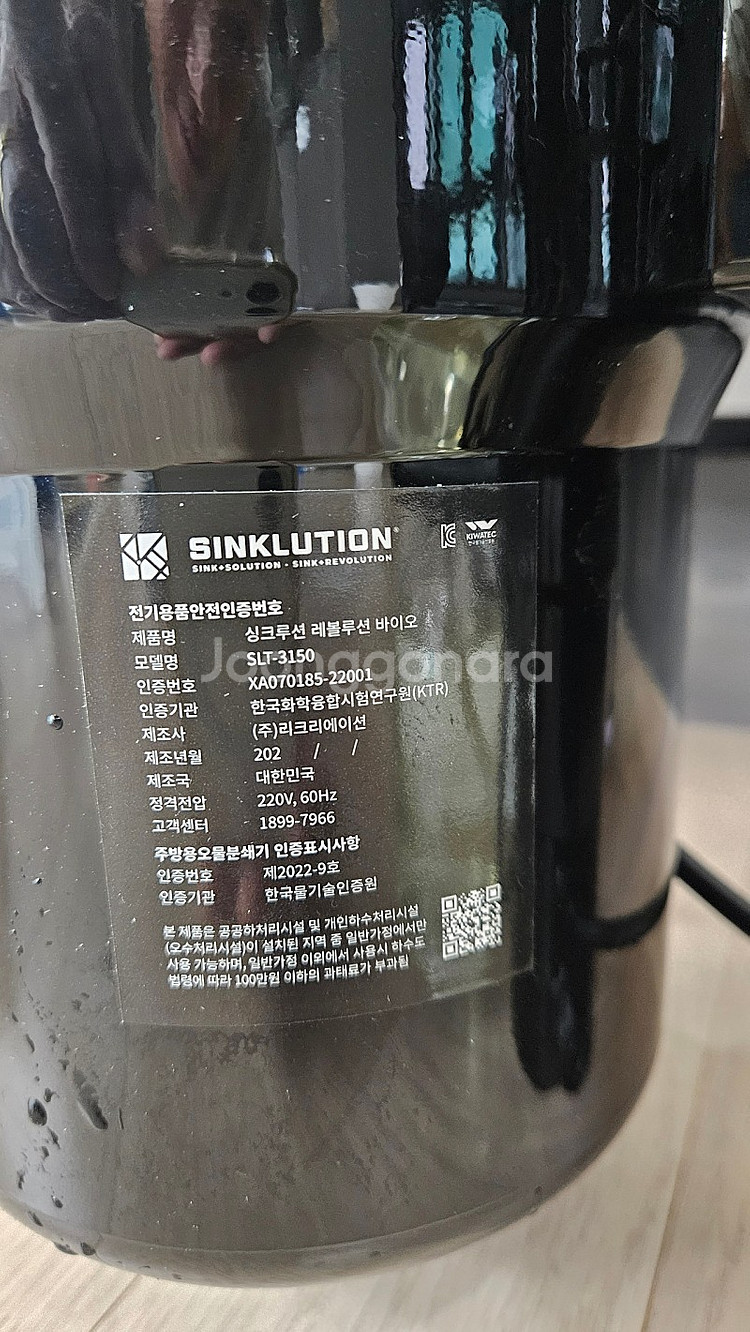 SINKLUTION®
SINK+SOLUTION - SINK+REVOLUTION
KIWATEC
전기용품안전인증번호
제품명 싱크루션 레볼루션 바이오
모델명 SLT-3150
인증번호 XA070185-22001
인증기관 한국화학융합시험연구원(KTR)
제조사 (주)리크리에이션
제조년월 202 / /
제조국 대한민국
정격전압 220V, 60Hz
고객센터 1899-7966
주방용오물분쇄기 인증표시사항
인증번호 제2022-9호
인증기관 한국물기술인증원
본 제품은 공공하처리시설 및 개인하수처리시설
(오수처리시설)이 설치된 지역 중 일반가정에서만
사용 가능하며, 일반가정 이외에서 사용시 하수도
법령에 따라 100만원 이하의 과태료가 부과됨
Joonggonara